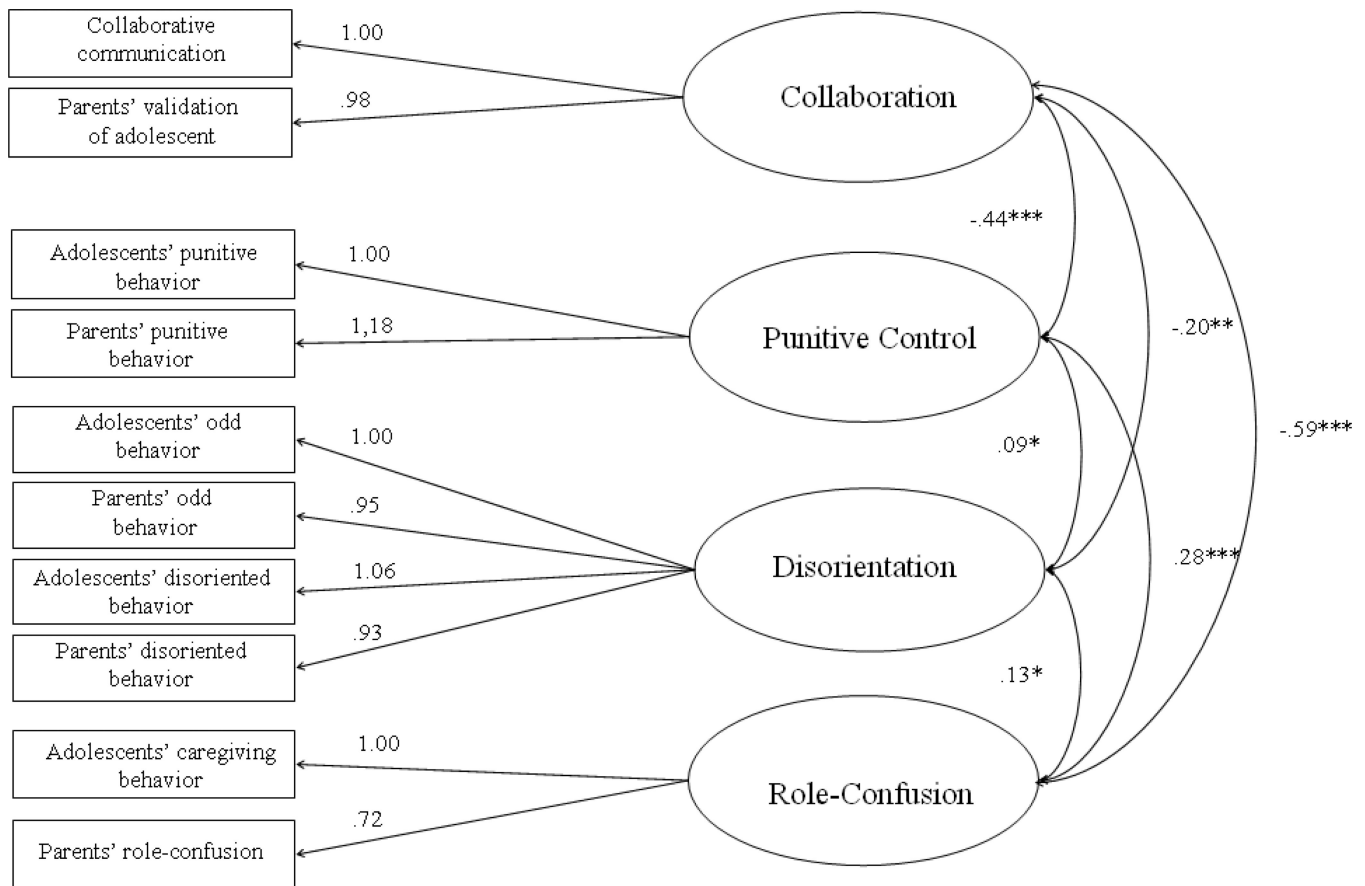 Collaborative
communication
1.00
Parents’ validation
of adolescent
.98
Collaboration
-.44***
Adolescents’ punitive
behavior
1.00
Parents’ punitive
behavior
1,18
Punitive Control
-.20**
-.59***
Adolescents’ odd
behavior
1.00
.09*
Parents’ odd
behavior
.95
Adolescents’ disoriented
behavior
1.06
Disorientation
.28***
Parents’ disoriented
behavior
.93
.13*
Adolescents’ caregiving
behavior
1.00
Role-Confusion
Parents’ role-confusion
.72